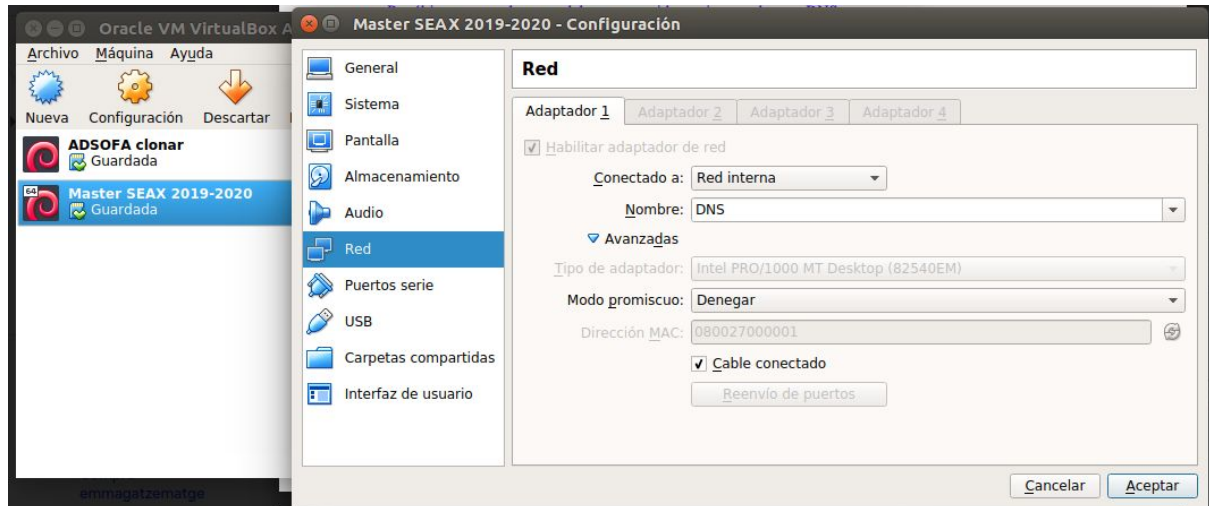 Oracle VM VirtualBox A
Archivo Máquina Ayuda
Nueva Configuración Descartar
ADSOFA clonar
Guardada
64
Master SEAX 2019-2020
Guardada
emmagatzematge
Master SEAX 2019-2020 - Configuración
General
Sistema
Pantalla
Almacenamiento
Audio
Red
Puertos serie
USB
Carpetas compartidas
Interfaz de usuario
Red
Adaptador 1 Adaptador 2 Adaptador 3 Adaptador 4
Habilitar adaptador de red
Conectado a: Red interna
Nombre: DNS
Avanzadas
Tipo de adaptador: Intel PRO/1000 MT Desktop (82540EM)
Modo promiscuo: Denegar
Dirección MAC: 080027000001
Cable conectado
Reenvío de puertos
Cancelar Aceptar